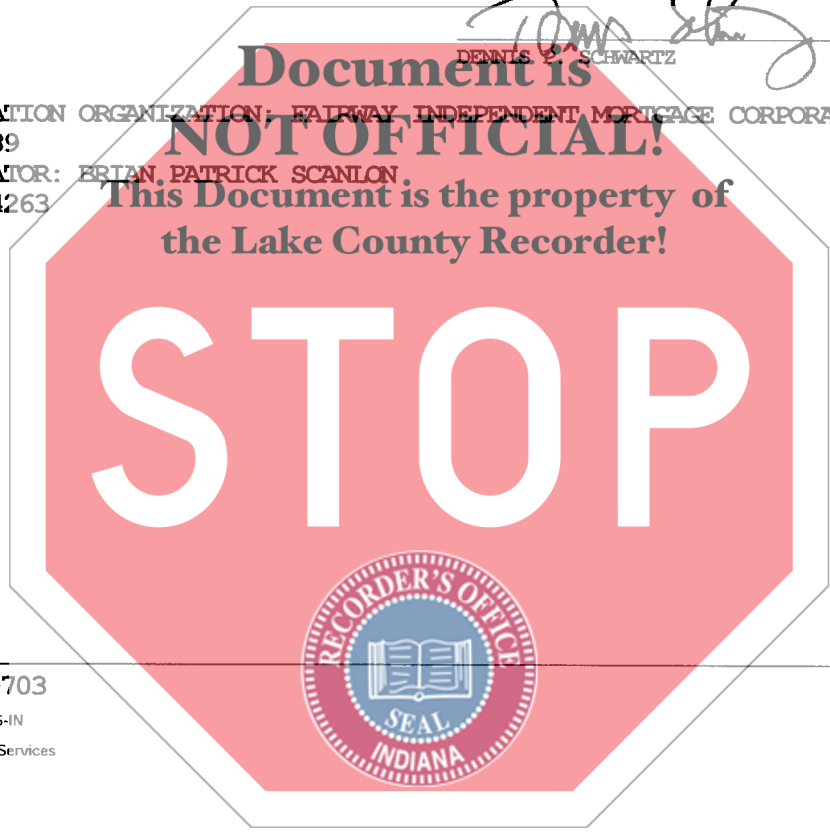 Document is
DENNIS P. SCHWARTZ
ATION ORGANIZATION: FAIRWAY INDEPENDENT MORTGAGE CORPORA
39
NOT OFFICIAL!
ATOR: BRIAN PATRICK SCANLON
4263
This Document is the property of
the Lake County Recorder!
STOP
RECORDER'S OFFICE
SEAL
INDIANA
703
S-IN
Services